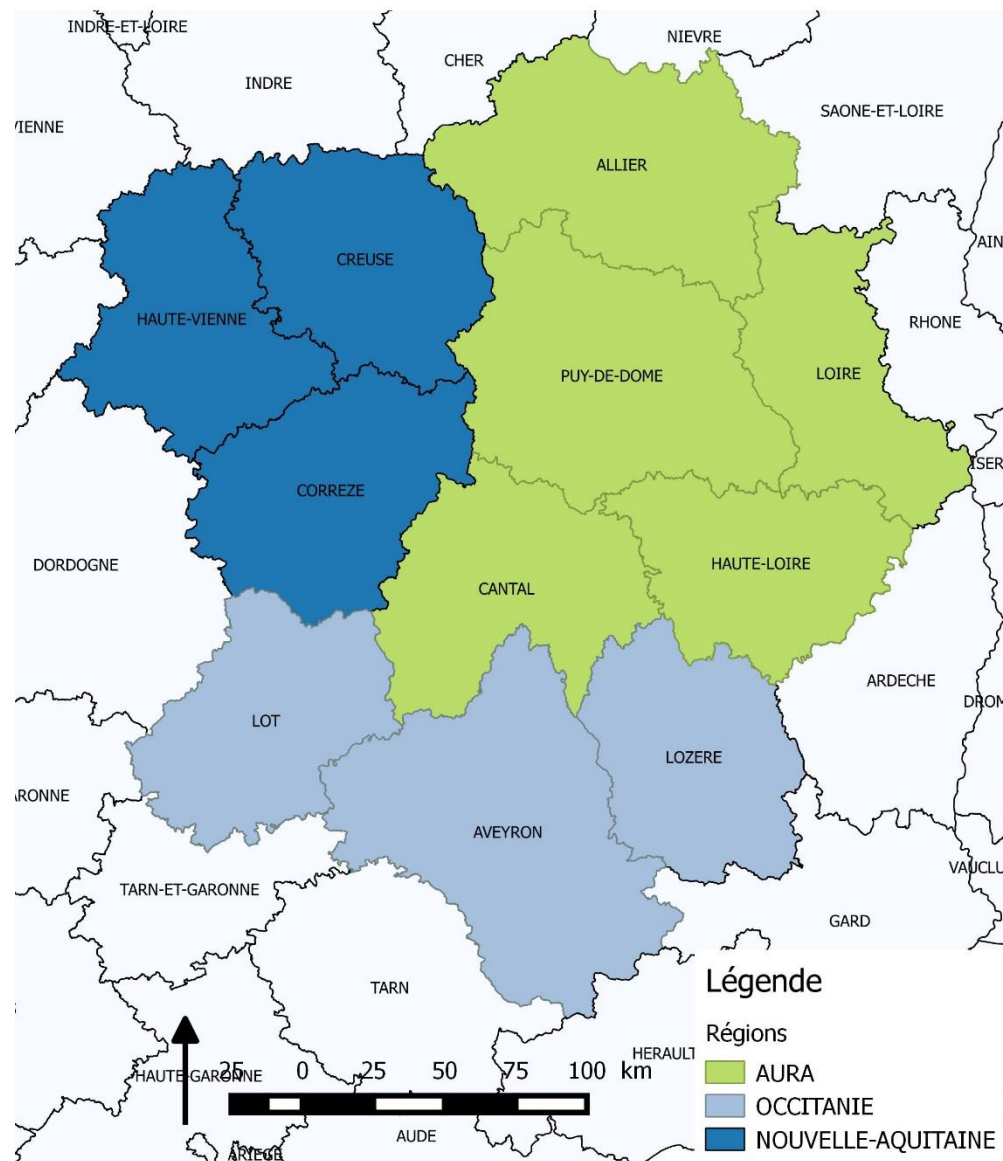 INDRE-ET-LOIRE
NIEVRE
CHER
INDRE
SAONE-ET-LOIRE
VIENNE
ALLIER
AIN
CREUSE
HAUTE-VIENNE
RHONE
PUY-DE-DOME
LOIRE
ISER
CORREZE
DORDOGNE
HAUTE-LOIRE
CANTAL
ARDECHE
DROM
LOT
LOZERE
ARONNE
AVEYRON
VAUCLU
TARN-ET-GARONNE
GARD
TARN
HERAULT
HAUTE-GARONNE
25 0 25 50 75 100 km
AUDE
ARIEGE
Légende
Régions
AURA
OCCITANIE
NOUVELLE-AQUITAINE